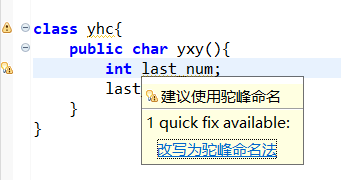 class yhc{
public char yxy(){
int last_num;
last
}
}
建议使用驼峰命名
1 quick fix available:
改写为驼峰命名法